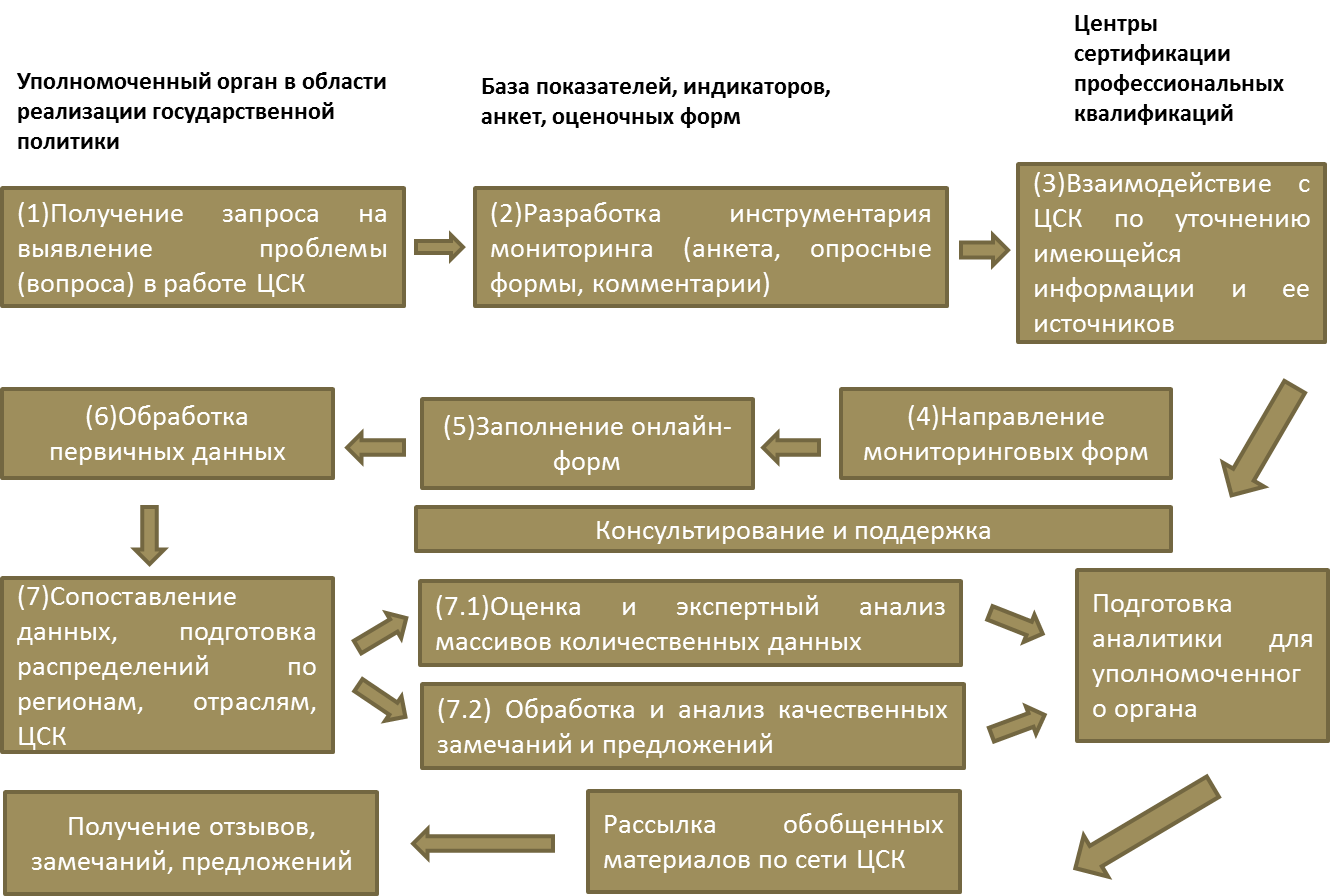 Уполномоченный орган в области
реализации государственной
политики
База показателей, индикаторов,
анкет, оценочных форм
Центры
сертификации
профессиональных
квалификаций
(1)Получение запроса на
выявление проблемы
(вопроса) в работе ЦСК
(2)Разработка инструментария
мониторинга (анкета, опросные
формы, комментарии)
(3)Взаимодействие с
ЦСК по уточнению
имеющейся
информации и ее
источников
(6)Обработка
первичных данных
(5)Заполнение онлайн-
форм
(4)Направление
мониторинговых форм
Консультирование и поддержка
(7)Сопоставление
данных, подготовка
распределений по
регионам, отраслям,
ЦСК
(7.1)Оценка и экспертный анализ
массивов количественных данных
(7.2) Обработка и анализ качественных
замечаний и предложений
Подготовка
аналитики для
уполномоченног
о органа
Получение отзывов,
замечаний, предложений
Рассылка обобщенных
материалов по сети ЦСК